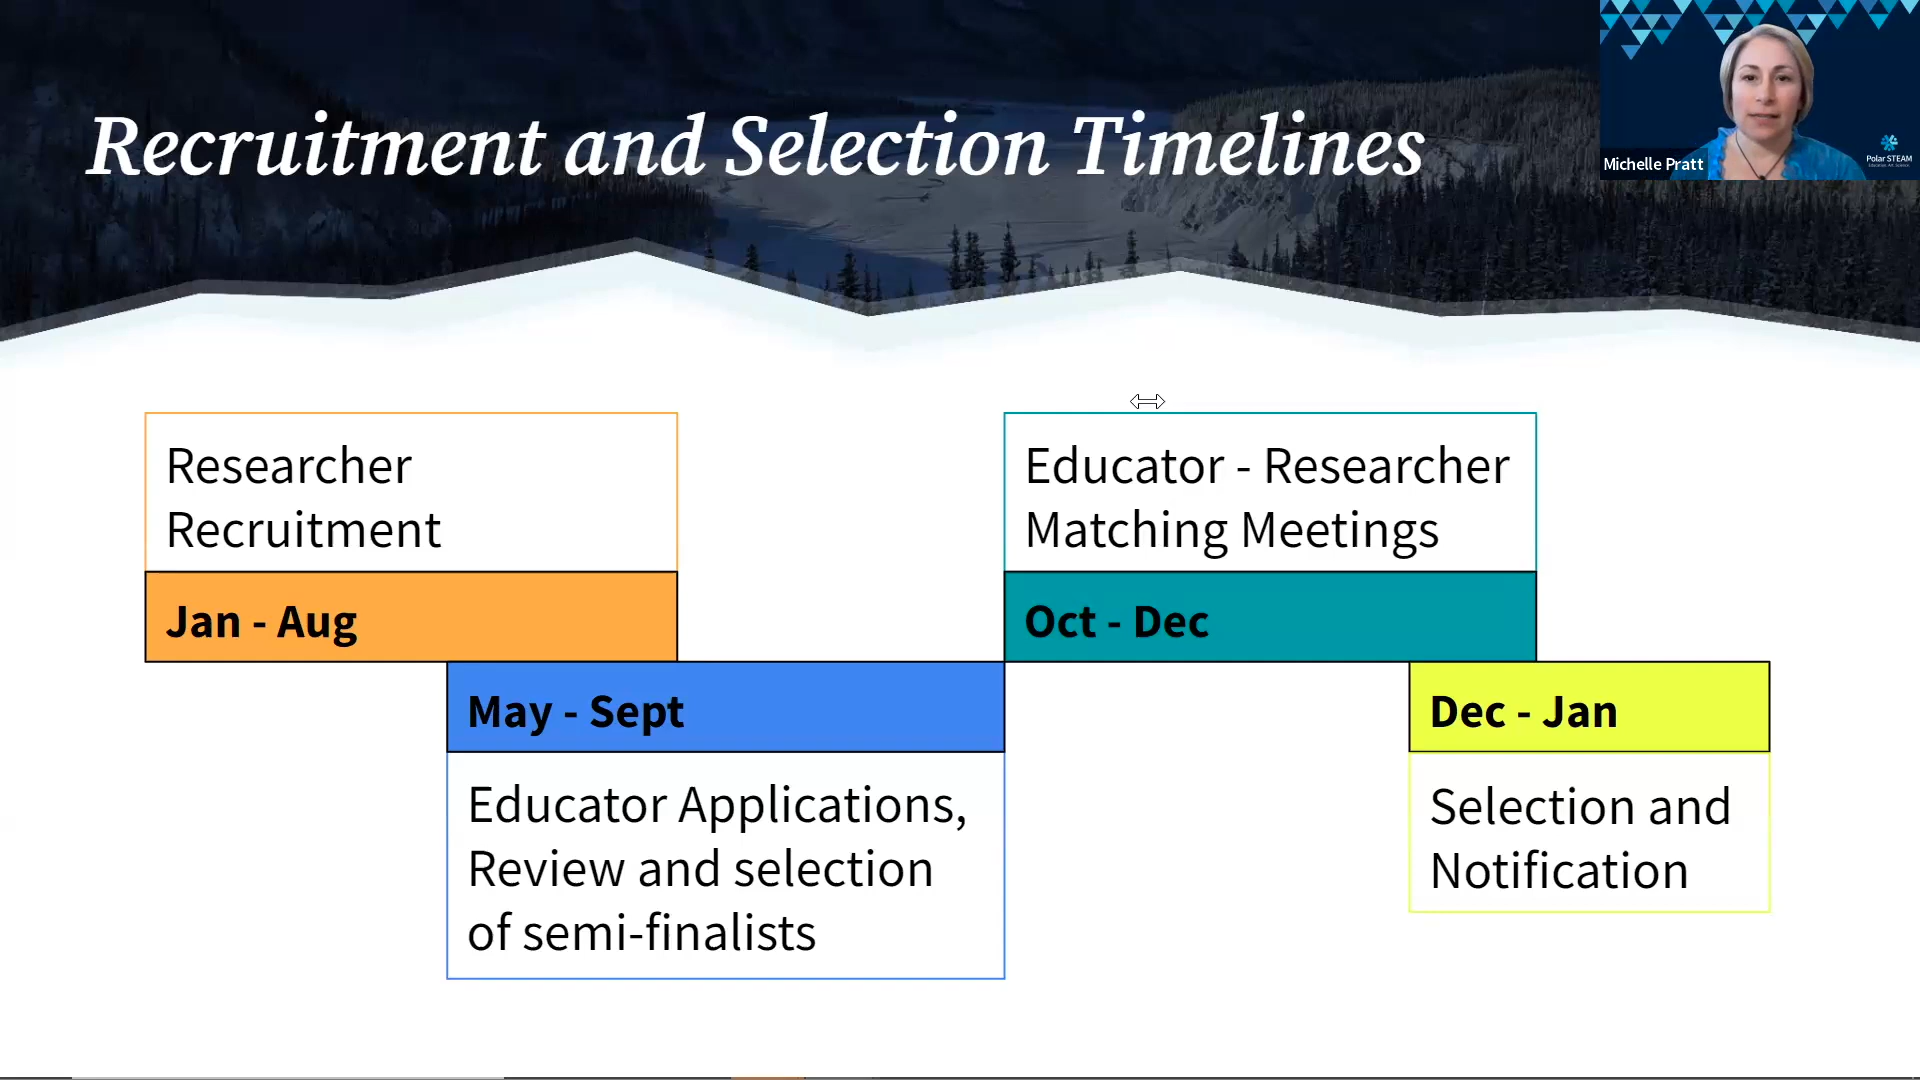 Recruitment and Selection Timelines
Michelle Pratt
Polar STEAM
Researcher
Recruitment
Jan - Aug
May - Sept
Educator Applications,
Review and selection
of semi-finalists
Educator - Researcher
Matching Meetings
Oct - Dec
Dec - Jan
Selection and
Notification